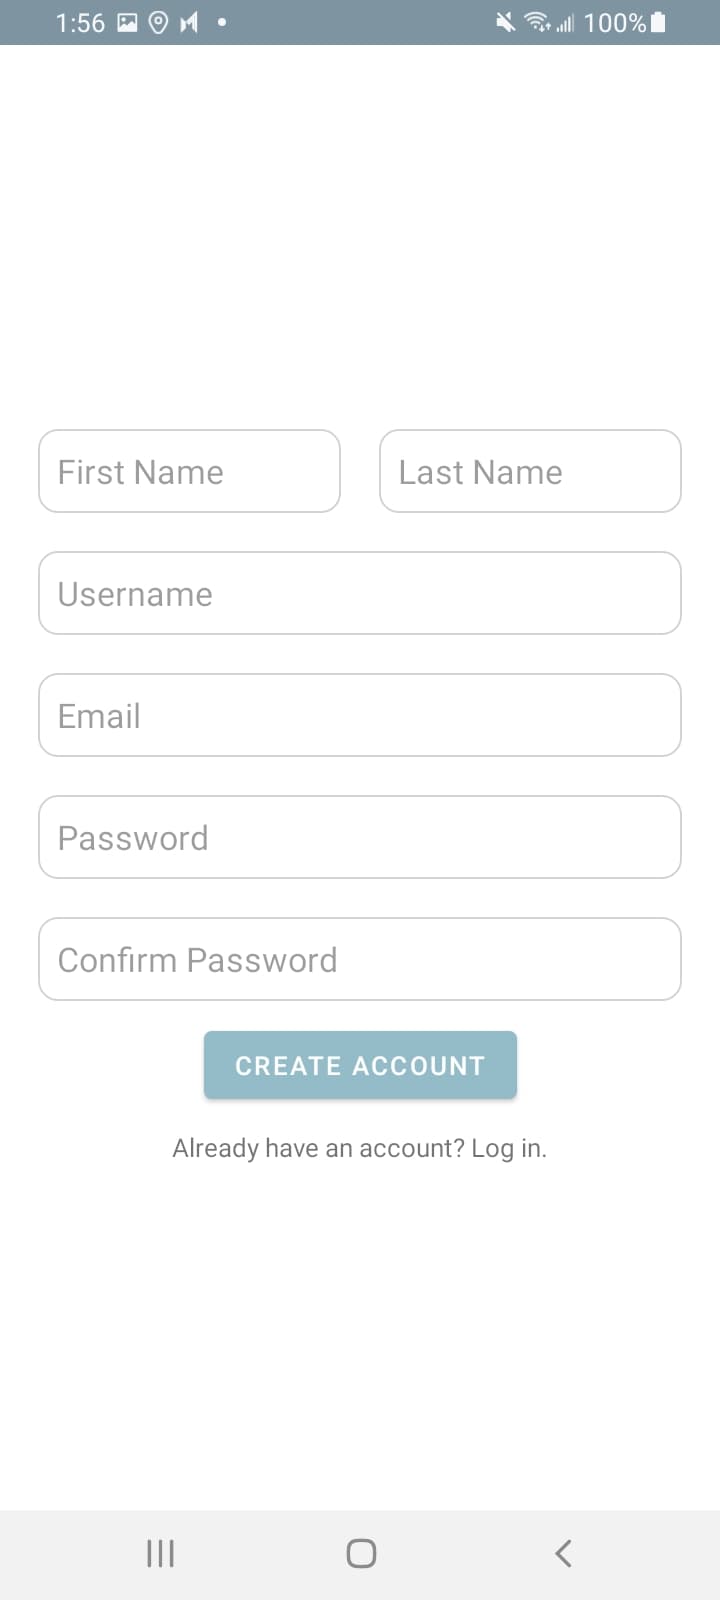 1:56 100%
First Name Last Name
Username
Email
Password
Confirm Password
CREATE ACCOUNT
Already have an account? Log in.